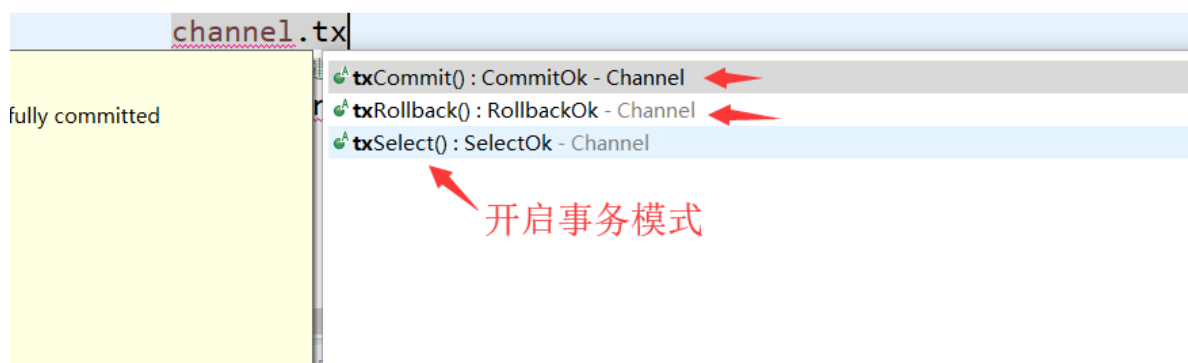 channel.tx
txCommit() : CommitOk - Channel
fully committed
txRollback() : RollbackOk - Channel
txSelect() : SelectOk - Channel
开启事务模式